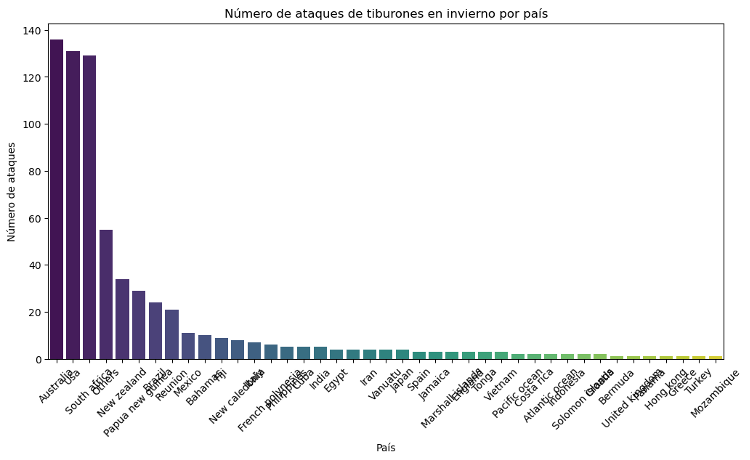 Número de ataques de tiburones en invierno por país
Número de ataques
140
120
100
80
60
40
20
0
Australia
Usa
South Africa
Others
New zealand
Papua new guinea
Brazil
Reunion
Mexico
Bahamas
Fiji
New caledonia
French polynesia
Philippines
Cuba
India
Egypt
Iran
Vanuatu
Japan
Spain
Jamaica
Marshall islands
England
Tonga
Vietnam
Pacific ocean
Costa rica
Atlantic ocean
Indonesia
Solomon islands
Bermuda
United kingdom
Panama
Hong kong
Greece
Turkey
Mozambique
País